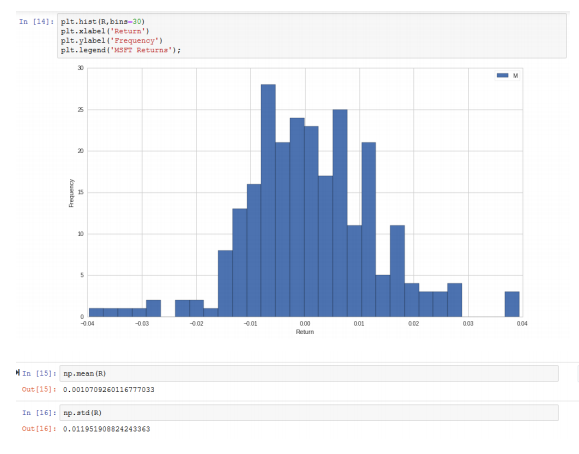 In [14]: plt.hist(R,bins=30)
plt.xlabel('Return')
plt.ylabel('Frequency')
plt.legend('MSFT Returns');
30
M
25
20
Frequency
15
10
5
0
-0.04 -0.03 -0.02 -0.01 0.00 0.01 0.02 0.03 0.04
Return
In [15]: np.mean(R)
Out[15]: 0.0010709260116777033
In [16]: np.std(R)
Out[16]: 0.011951908824243363